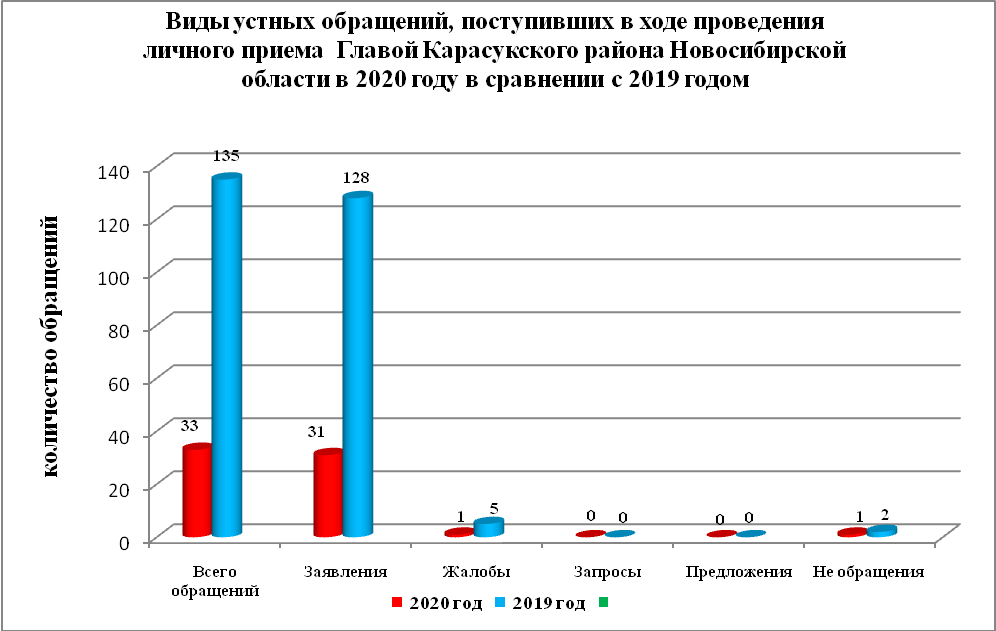 Виды устных обращений, поступивших в ходе проведения
личного приема Главой Карасукского района Новосибирской
области в 2020 году в сравнении с 2019 годом
количество обращений
140
120
100
80
60
40
20
0
33
135
31
128
1
5
0
0
0
0
1
2
Всего
обращений
Заявления
Жалобы
Запросы
Предложения
Не обращения
2020 год
2019 год